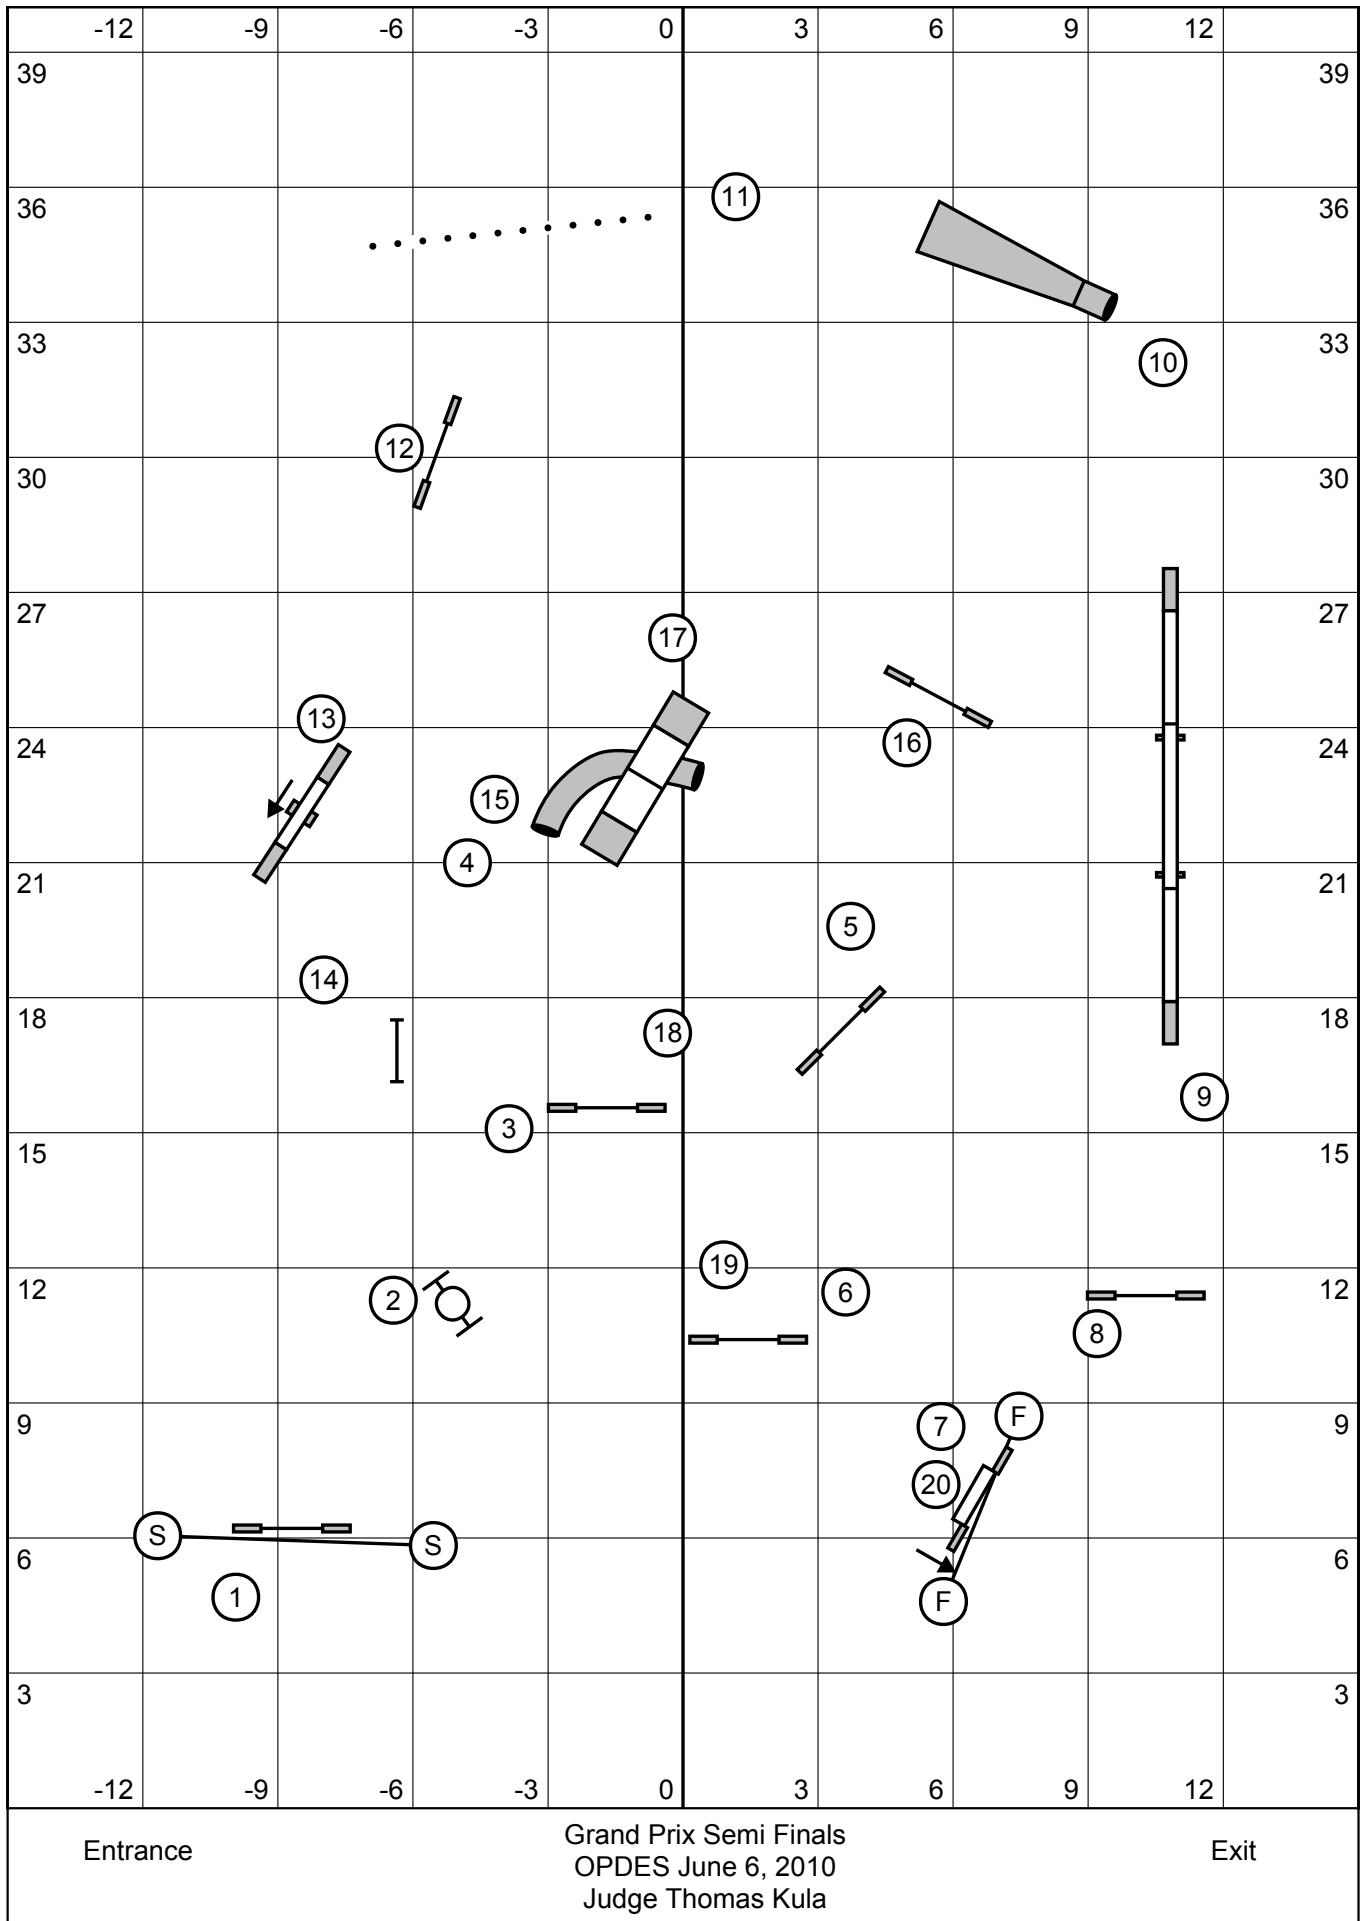 -12 -9 -6 -3 0 3 6 9 12
39 39
36 11 36
33 33
10
12
30 30
27 27
17
13
24 16 24
15
4
21 21
5
14
18 18 18
9
3
15 15
19
12 2 6 12
8
F
9 7 9
20
S S
6 6
1 F
3 3
-12 -9 -6 -3 0 3 6 9 12
Entrance
Grand Prix Semi Finals
OPDES June 6, 2010
Judge Thomas Kula
Exit